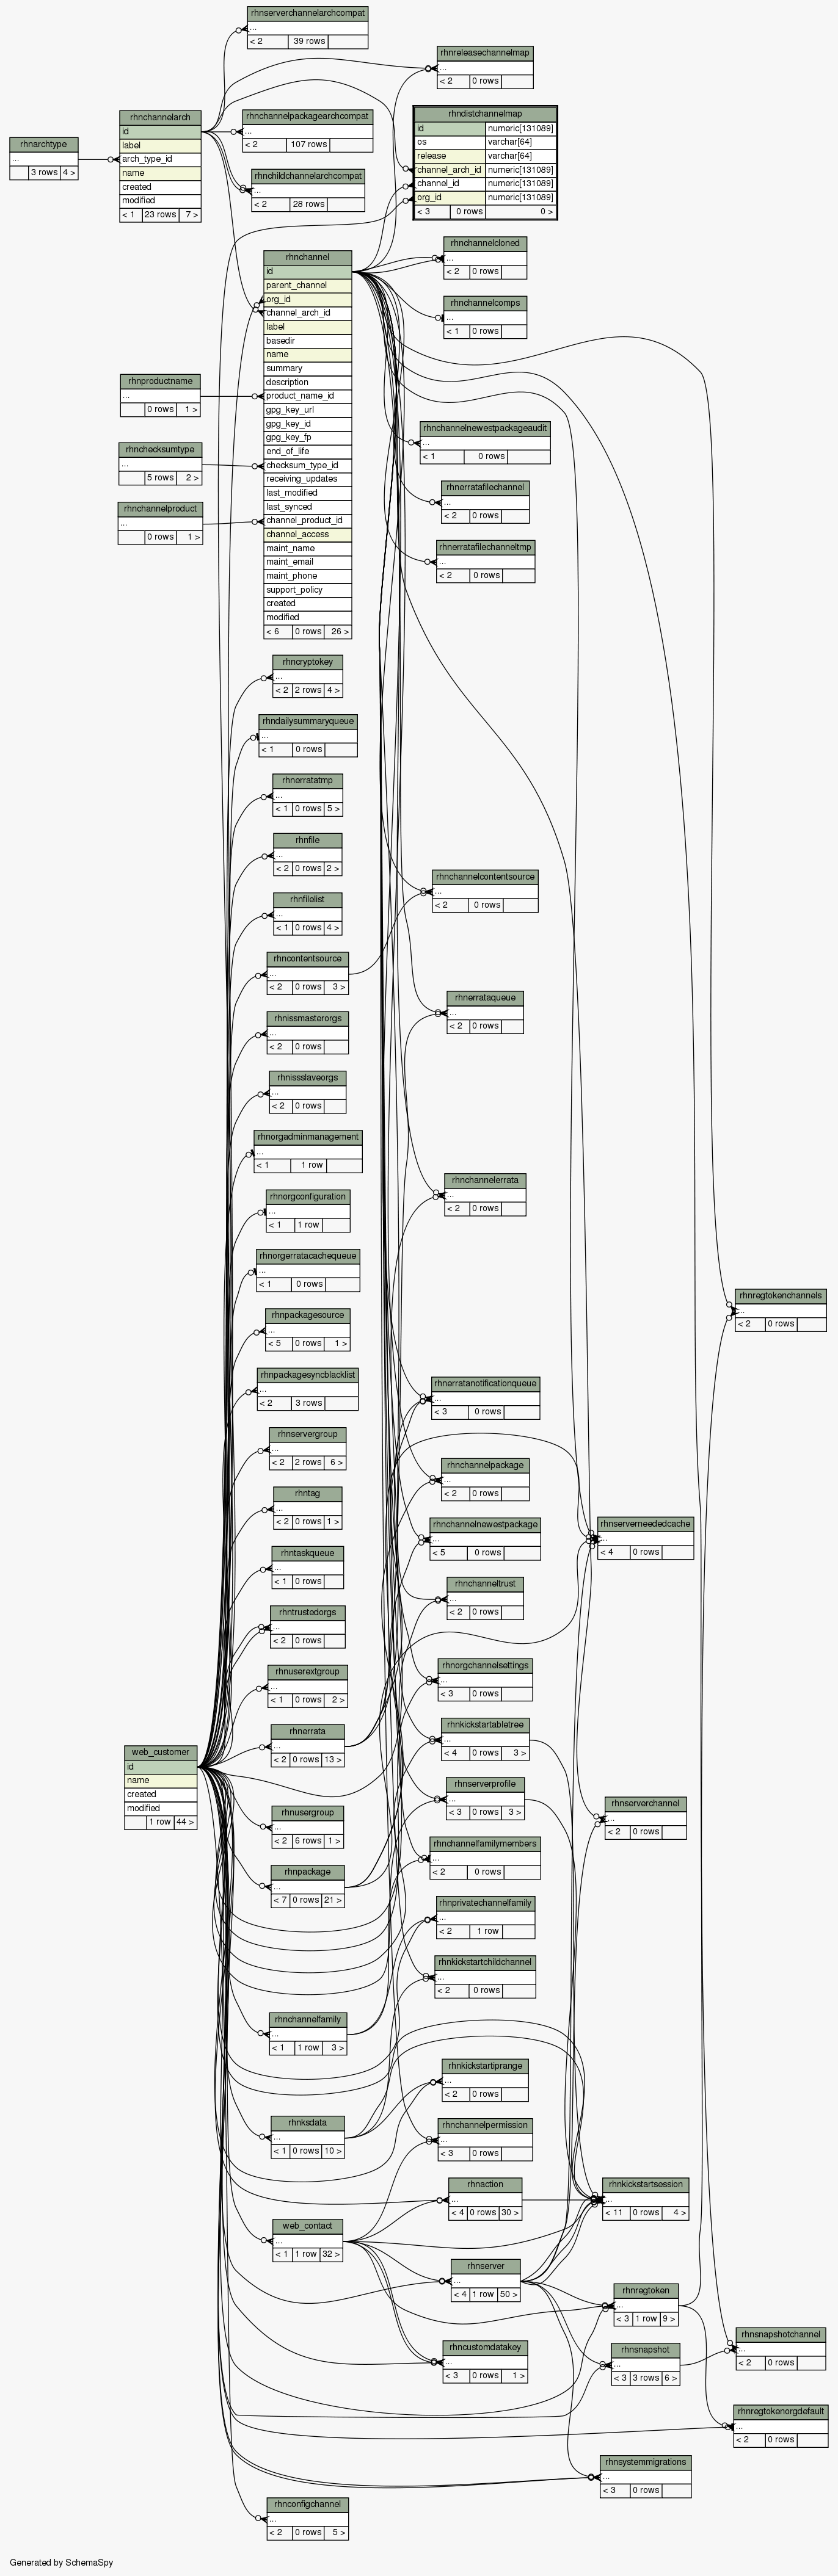 rhnserverchannelarchcompat
...
< 2 39 rows
rhnreleasechannelmap
...
< 2 0 rows
rhnchannelarch
id
label
arch_type_id
name
created
modified
< 1 23 rows 7 >
rhnarchtype
...
3 rows 4 >
rhnchannelpackagearchcompat
...
< 2 107 rows
rhnchildchannelarchcompat
...
< 2 28 rows
rhndistchannelmap
id numeric[131089]
os varchar[64]
release varchar[64]
channel_arch_id numeric[131089]
channel_id numeric[131089]
org_id numeric[131089]
< 3 0 rows 0 >
rhnchannel
id
parent_channel
org_id
channel_arch_id
label
basedir
name
summary
description
product_name_id
gpg_key_url
gpg_key_id
gpg_key_fp
end_of_life
checksum_type_id
receiving_updates
last_modified
last_synced
channel_product_id
channel_access
maint_name
maint_email
maint_phone
support_policy
created
modified
< 6 0 rows 26 >
rhnchannelcloned
...
< 2 0 rows
rhnchannelcomps
...
< 1 0 rows
rhnproductname
...
0 rows 1 >
rhnchecksumtype
...
5 rows 2 >
rhnchannelproduct
...
0 rows 1 >
rhnchannelnewestpackageaudit
...
< 1 0 rows
rhnerratafilechannel
...
< 2 0 rows
rhnerratafilechanneltmp
...
< 2 0 rows
rhncryptokey
...
< 2 2 rows 4 >
rhndailysummaryqueue
...
< 1 0 rows
rhnerratatmp
...
< 1 0 rows 5 >
rhnfile
...
< 2 0 rows 2 >
rhnfilelist
...
< 1 0 rows 4 >
rhnchannelcontentsource
...
< 2 0 rows
rhncontentsource
...
< 2 0 rows 3 >
rhnerrataqueue
...
< 2 0 rows
rhnissmasterorgs
...
< 2 0 rows
rhnissslaveorgs
...
< 2 0 rows
rhnorgadminmanagement
...
< 1 1 row
rhnchannelerrata
...
< 2 0 rows
rhnorgconfiguration
...
< 1 1 row
rhnorgerratacachequeue
...
< 1 0 rows
rhnregtokenchannels
...
< 2 0 rows
rhnpackagesource
...
< 5 0 rows 1 >
rhnpackagesyncblacklist
...
< 2 3 rows
rhnerratanotificationqueue
...
< 3 0 rows
rhnservergroup
...
< 2 2 rows 6 >
rhnchannelpackage
...
< 2 0 rows
rhntag
...
< 2 0 rows 1 >
rhnchannelnewestpackage
...
< 5 0 rows
rhnserverneededcache
...
< 4 0 rows
rhntaskqueue
...
< 1 0 rows
rhnchanneltrust
...
< 2 0 rows
rhntrustedorgs
...
< 2 0 rows
rhnuserextgroup
...
< 1 0 rows 2 >
rhnorgchannelsettings
...
< 3 0 rows
rhnerrata
...
< 2 0 rows 13 >
rhnkickstartabletree
...
< 4 0 rows 3 >
web_customer
id
name
created
modified
1 row 44 >
rhnserverprofile
...
< 3 0 rows 3 >
rhnserverchannel
...
< 2 0 rows
rhnusergroup
...
< 2 6 rows 1 >
rhnchannelfamilymembers
...
< 2 0 rows
rhnpackage
...
< 7 0 rows 21 >
rhnprivatechannelfamily
...
< 2 1 row
rhnkickstartchildchannel
...
< 2 0 rows
rhnchannelfamily
...
< 1 1 row 3 >
rhnkickstartiprange
...
< 2 0 rows
rhnksdata
...
< 1 0 rows 10 >
rhnchannelpermission
...
< 3 0 rows
rhnaction
...
< 4 0 rows 30 >
rhnkickstartsession
...
< 11 0 rows 4 >
web_contact
...
< 1 1 row 32 >
rhnserver
...
< 4 1 row 50 >
rhnregtoken
...
< 3 1 row 9 >
rhnsnapshotchannel
...
< 2 0 rows
rhncustomdatakey
...
< 3 0 rows 1 >
rhnsnapshot
...
< 3 3 rows 6 >
rhnregtokenorgdefault
...
< 2 0 rows
rhnsystemmigrations
...
< 3 0 rows
rhnconfigchannel
...
< 2 0 rows 5 >
Generated by SchemaSpy